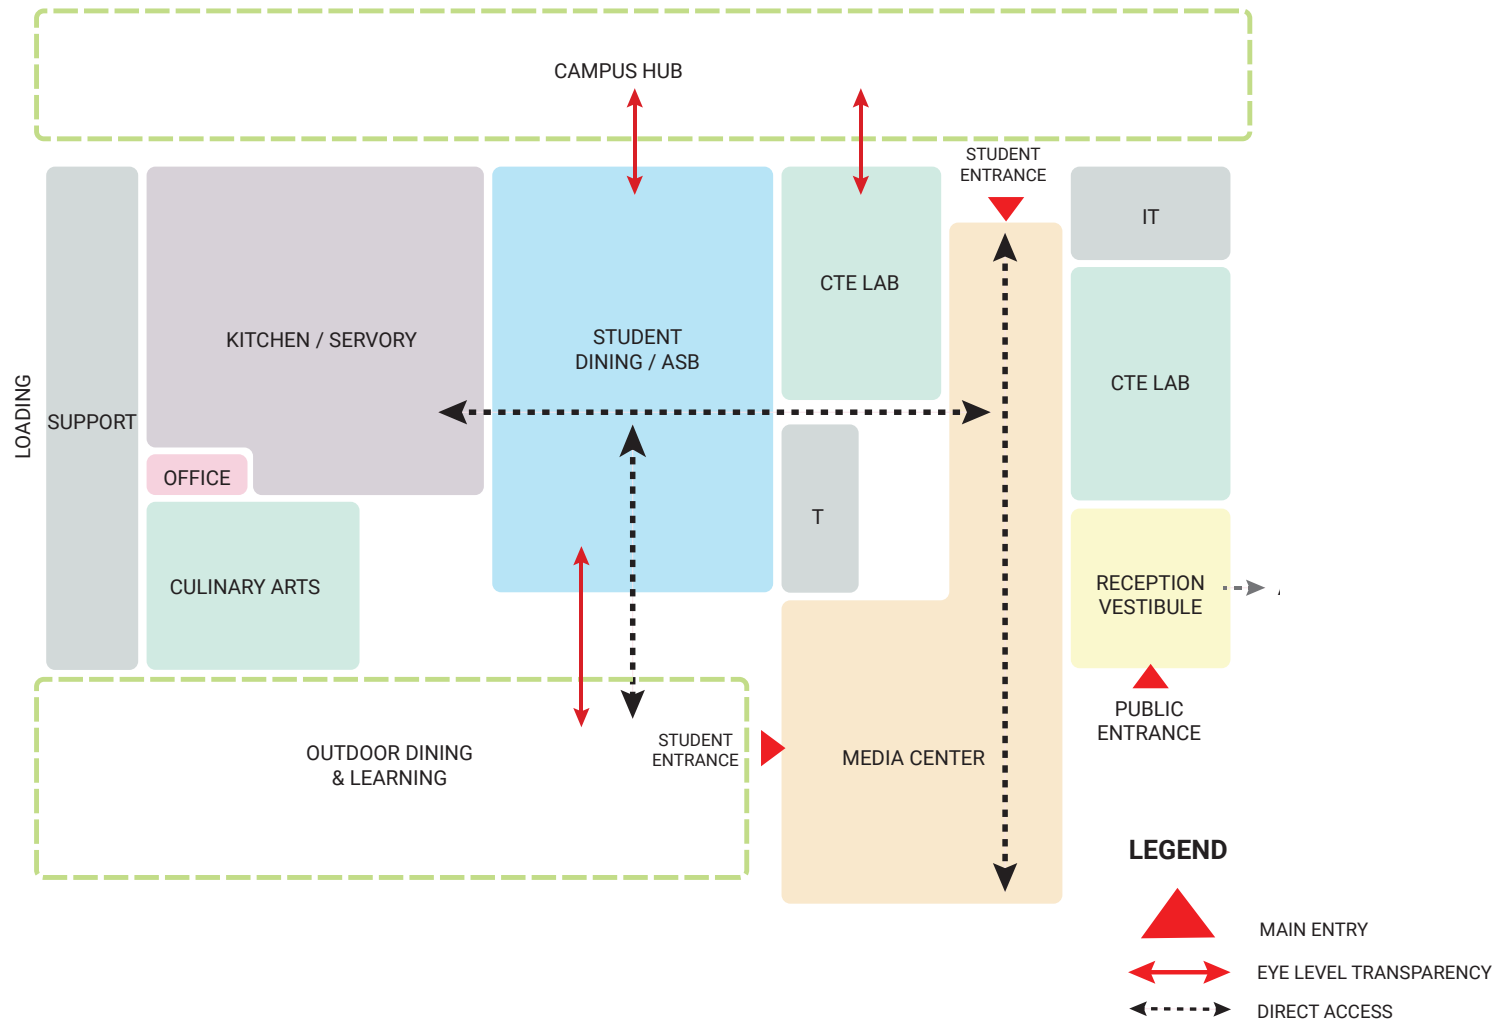 CAMPUS HUB
STUDENT
ENTRANCE
IT
CTE LAB
KITCHEN / SERVORY
STUDENT
DINING / ASB
CTE LAB
LOADING
SUPPORT
OFFICE
T
CULINARY ARTS
RECEPTION
VESTIBULE
PUBLIC
ENTRANCE
OUTDOOR DINING
& LEARNING
STUDENT
ENTRANCE
MEDIA CENTER
LEGEND
MAIN ENTRY
EYE LEVEL TRANSPARENCY
DIRECT ACCESS